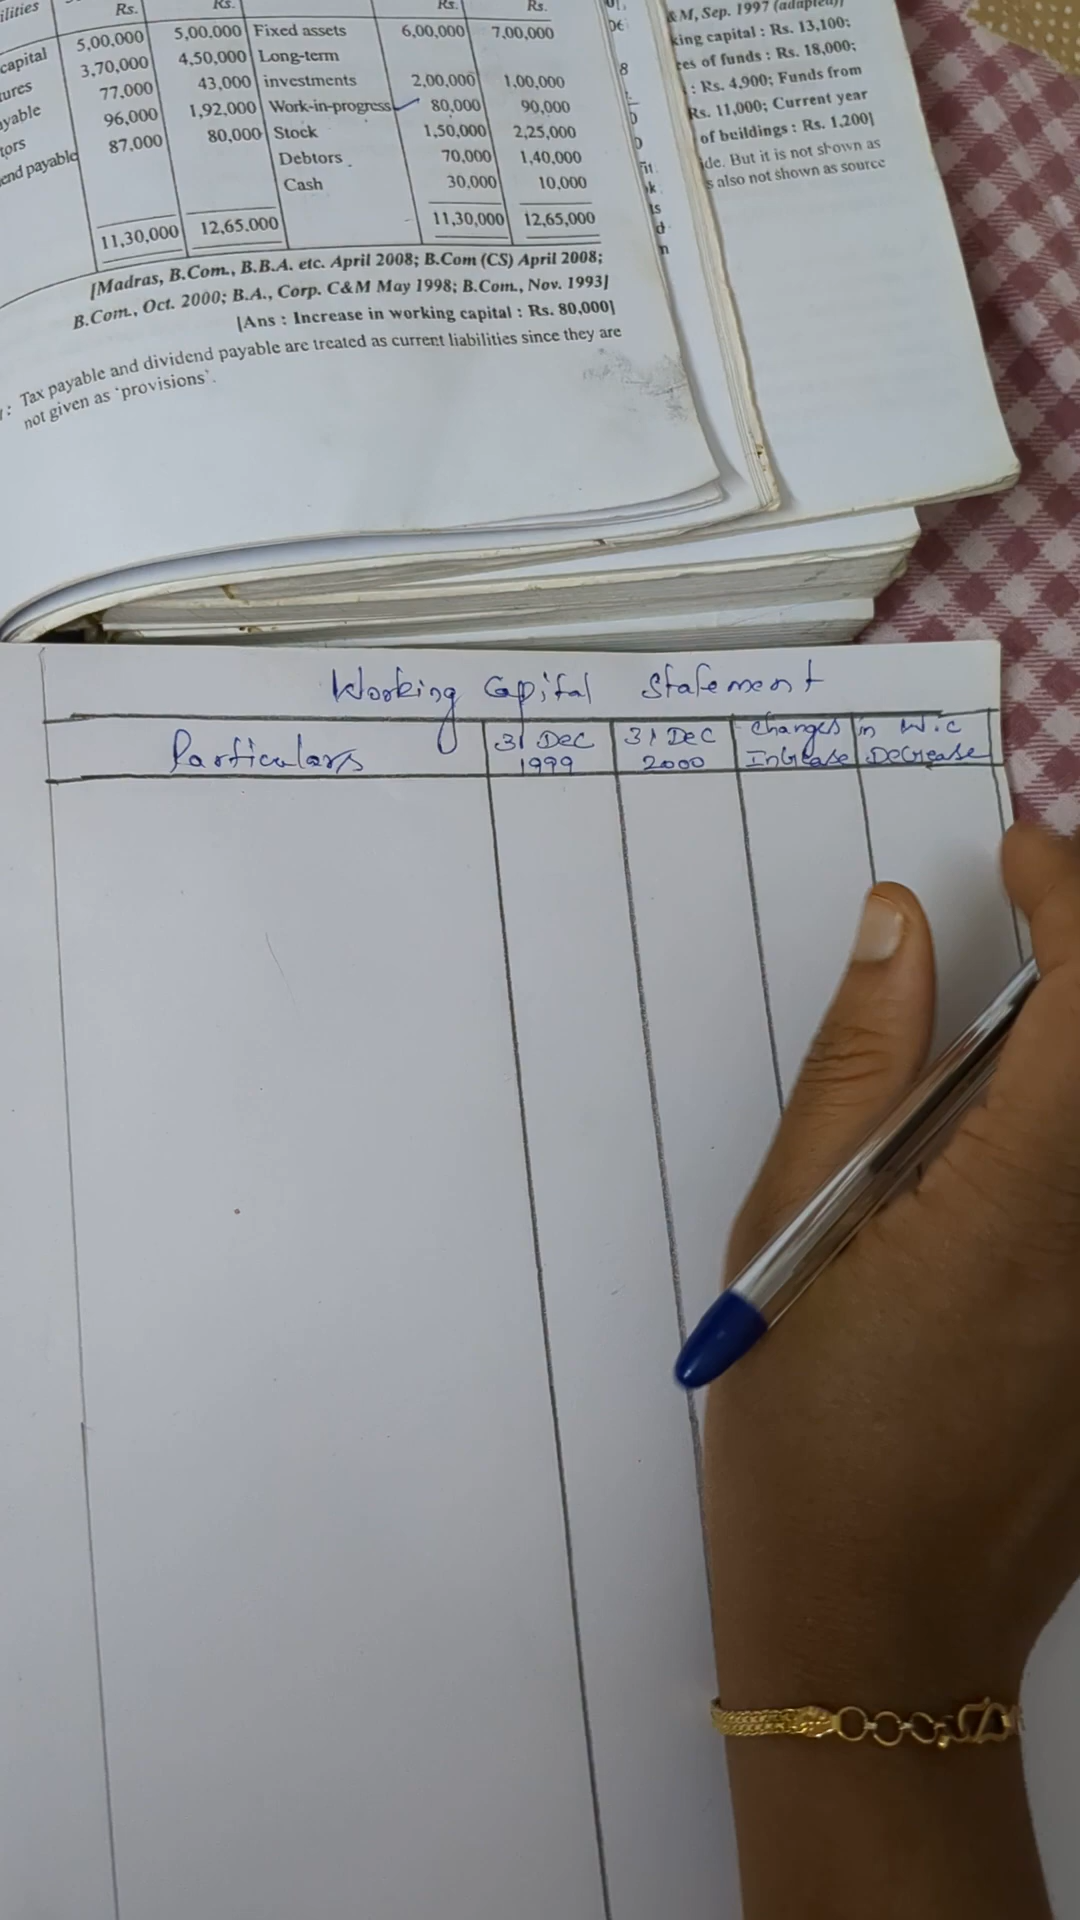 ilities Rs. Rs. Rs. Rs.
capital 5,00,000 5,00,000 Fixed assets 6,00,000 7,00,000
tures 3,70,000 4,50,000 Long-term
yable 77,000 43,000 investments 2,00,000 1,00,000
tors 96,000 1,92,000 Work-in-progress 80,000 90,000
end payable 87,000 80,000 Stock 1,50,000 2,25,000
Debtors 70,000 1,40,000
Cash 30,000 10,000
11,30,000 12,65,000 11,30,000 12,65,000
[Madras, B.Com., B.B.A. etc. April 2008; B.Com (CS) April 2008;
B.Com., Oct. 2000; B.A., Corp. C&M May 1998; B.Com., Nov. 1993]
[Ans : Increase in working capital : Rs. 80,000]
: Tax payable and dividend payable are treated as current liabilities since they are
not given as 'provisions'.
&M, Sep. 1997 (adapted)]
king capital : Rs. 13,100;
ces of funds : Rs. 18,000;
: Rs. 4,900; Funds from
Rs. 11,000; Current year
of buildings : Rs. 1,200]
ide. But it is not shown as
s also not shown as source
Working Capital Statement
Particulars 31 Dec 1999 31 Dec 2000 Changes in W.C
Increase Decrease